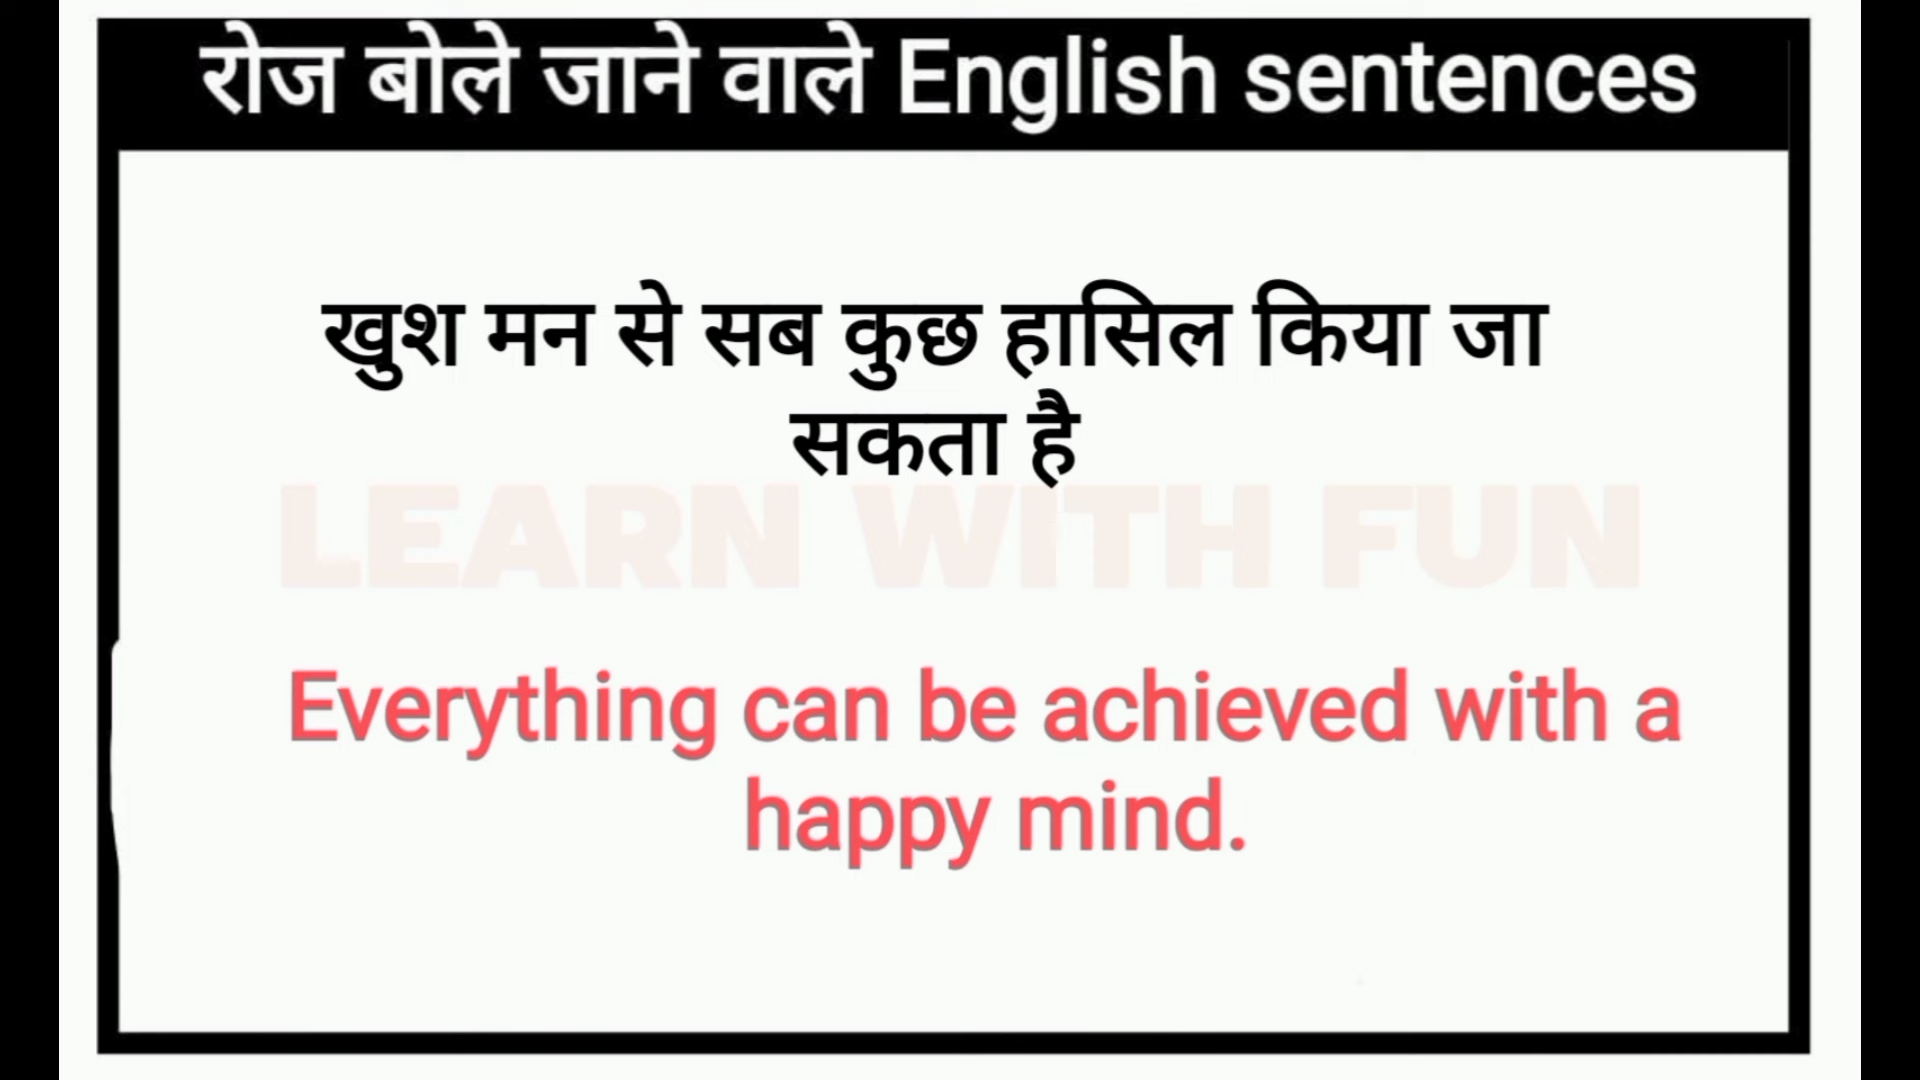 रोज बोले जाने वाले English sentences
खुश मन से सब कुछ हासिल किया जा
सकता है
LEARN WITH FUN
Everything can be achieved with a
happy mind.